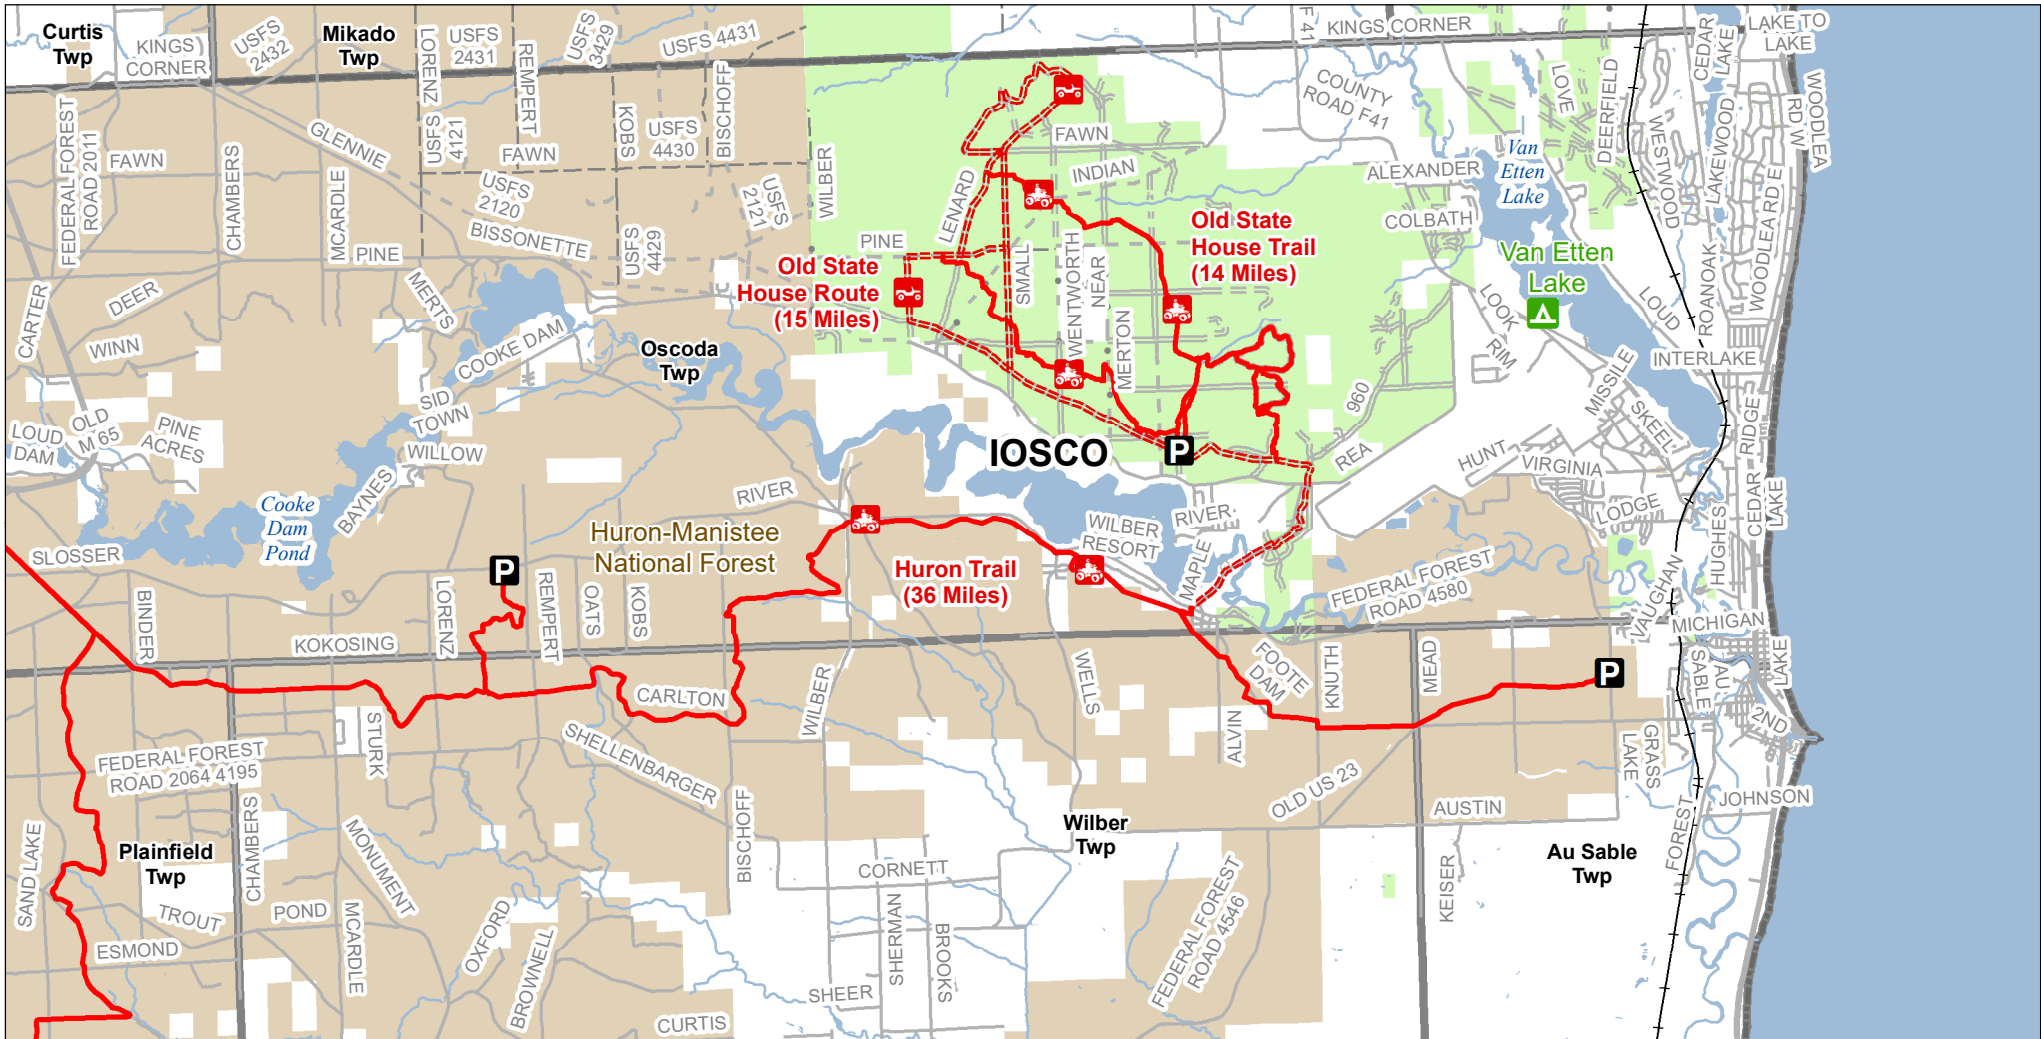 Curtis
Twp
KINGS
CORNER
USFS
2432
Mikado
Twp
LORENZ
USFS
2431
REMPERT
USFS
3429
USFS 4431
F 41
KINGS CORNER
CEDAR
LAKE
LAKE TO
LAKE
FEDERAL FOREST
ROAD 2011
FAWN
CHAMBERS
GLENNIE
MCARDLE
USFS
4121
FAWN
KOBS
USFS
4430
BISCHOFF
WILBER
FAWN
INDIAN
COUNTY
ROAD F41
LOVE
DEERFIELD
WESTWOOD
LAKEWOOD
RD W
WOODLEA
ALEXANDER
Van
Etten
Lake
USFS
2120
USFS
2121
BISSONETTE
USFS
4429
PINE
PINE
LENARD
SMALL
WENTWORTH
NEAR
MERTON
COLBATH
Old State
House Trail
(14 Miles)
Old State
House Route
(15 Miles)
Van Etten
Lake
LOOK
RIM
LOUD
ROANOAK
WOODLEA RD E
CARTER
DEER
WINN
MERTS
COOKE DAM
Oscoda
Twp
INTERLAKE
MISSILE
SKEEL
RIDGE
SID
TOWN
OLD
M 65
LOUD
DAM
PINE
ACRES
WILLOW
BAYNES
960
REA
HUNT
VIRGINIA
LODGE
CEDAR
LAKE
HUGHES
IOSCO
P
Cooke
Dam
Pond
RIVER
Huron-Manistee
National Forest
WILBER
RESORT
RIVER
MAPLE
SLOSSER
P
Huron Trail
(36 Miles)
FEDERAL FOREST
ROAD 4580
VAUGHAN
MICHIGAN
BINDER
LORENZ
REMPERT
OATS
KOBS
KOKOSING
CARLTON
WILBER
WELLS
FOOTE
DAM
KNUTH
MEAD
P
SABLE
AU
LAKE
2ND
STURK
ALVIN
GRASS
LAKE
FEDERAL FOREST
ROAD 2064 4195
SHELLENBARGER
OLD US 23
AUSTIN
JOHNSON
FOREST
SAND LAKE
Plainfield
Twp
CHAMBERS
MONUMENT
BISCHOFF
Wilber
Twp
Au Sable
Twp
CORNETT
KEISER
TROUT
POND
MCARDLE
OXFORD
BROWNELL
SHERMAN
BROOKS
FEDERAL FOREST
ROAD 4546
ESMOND
SHEER
CURTIS